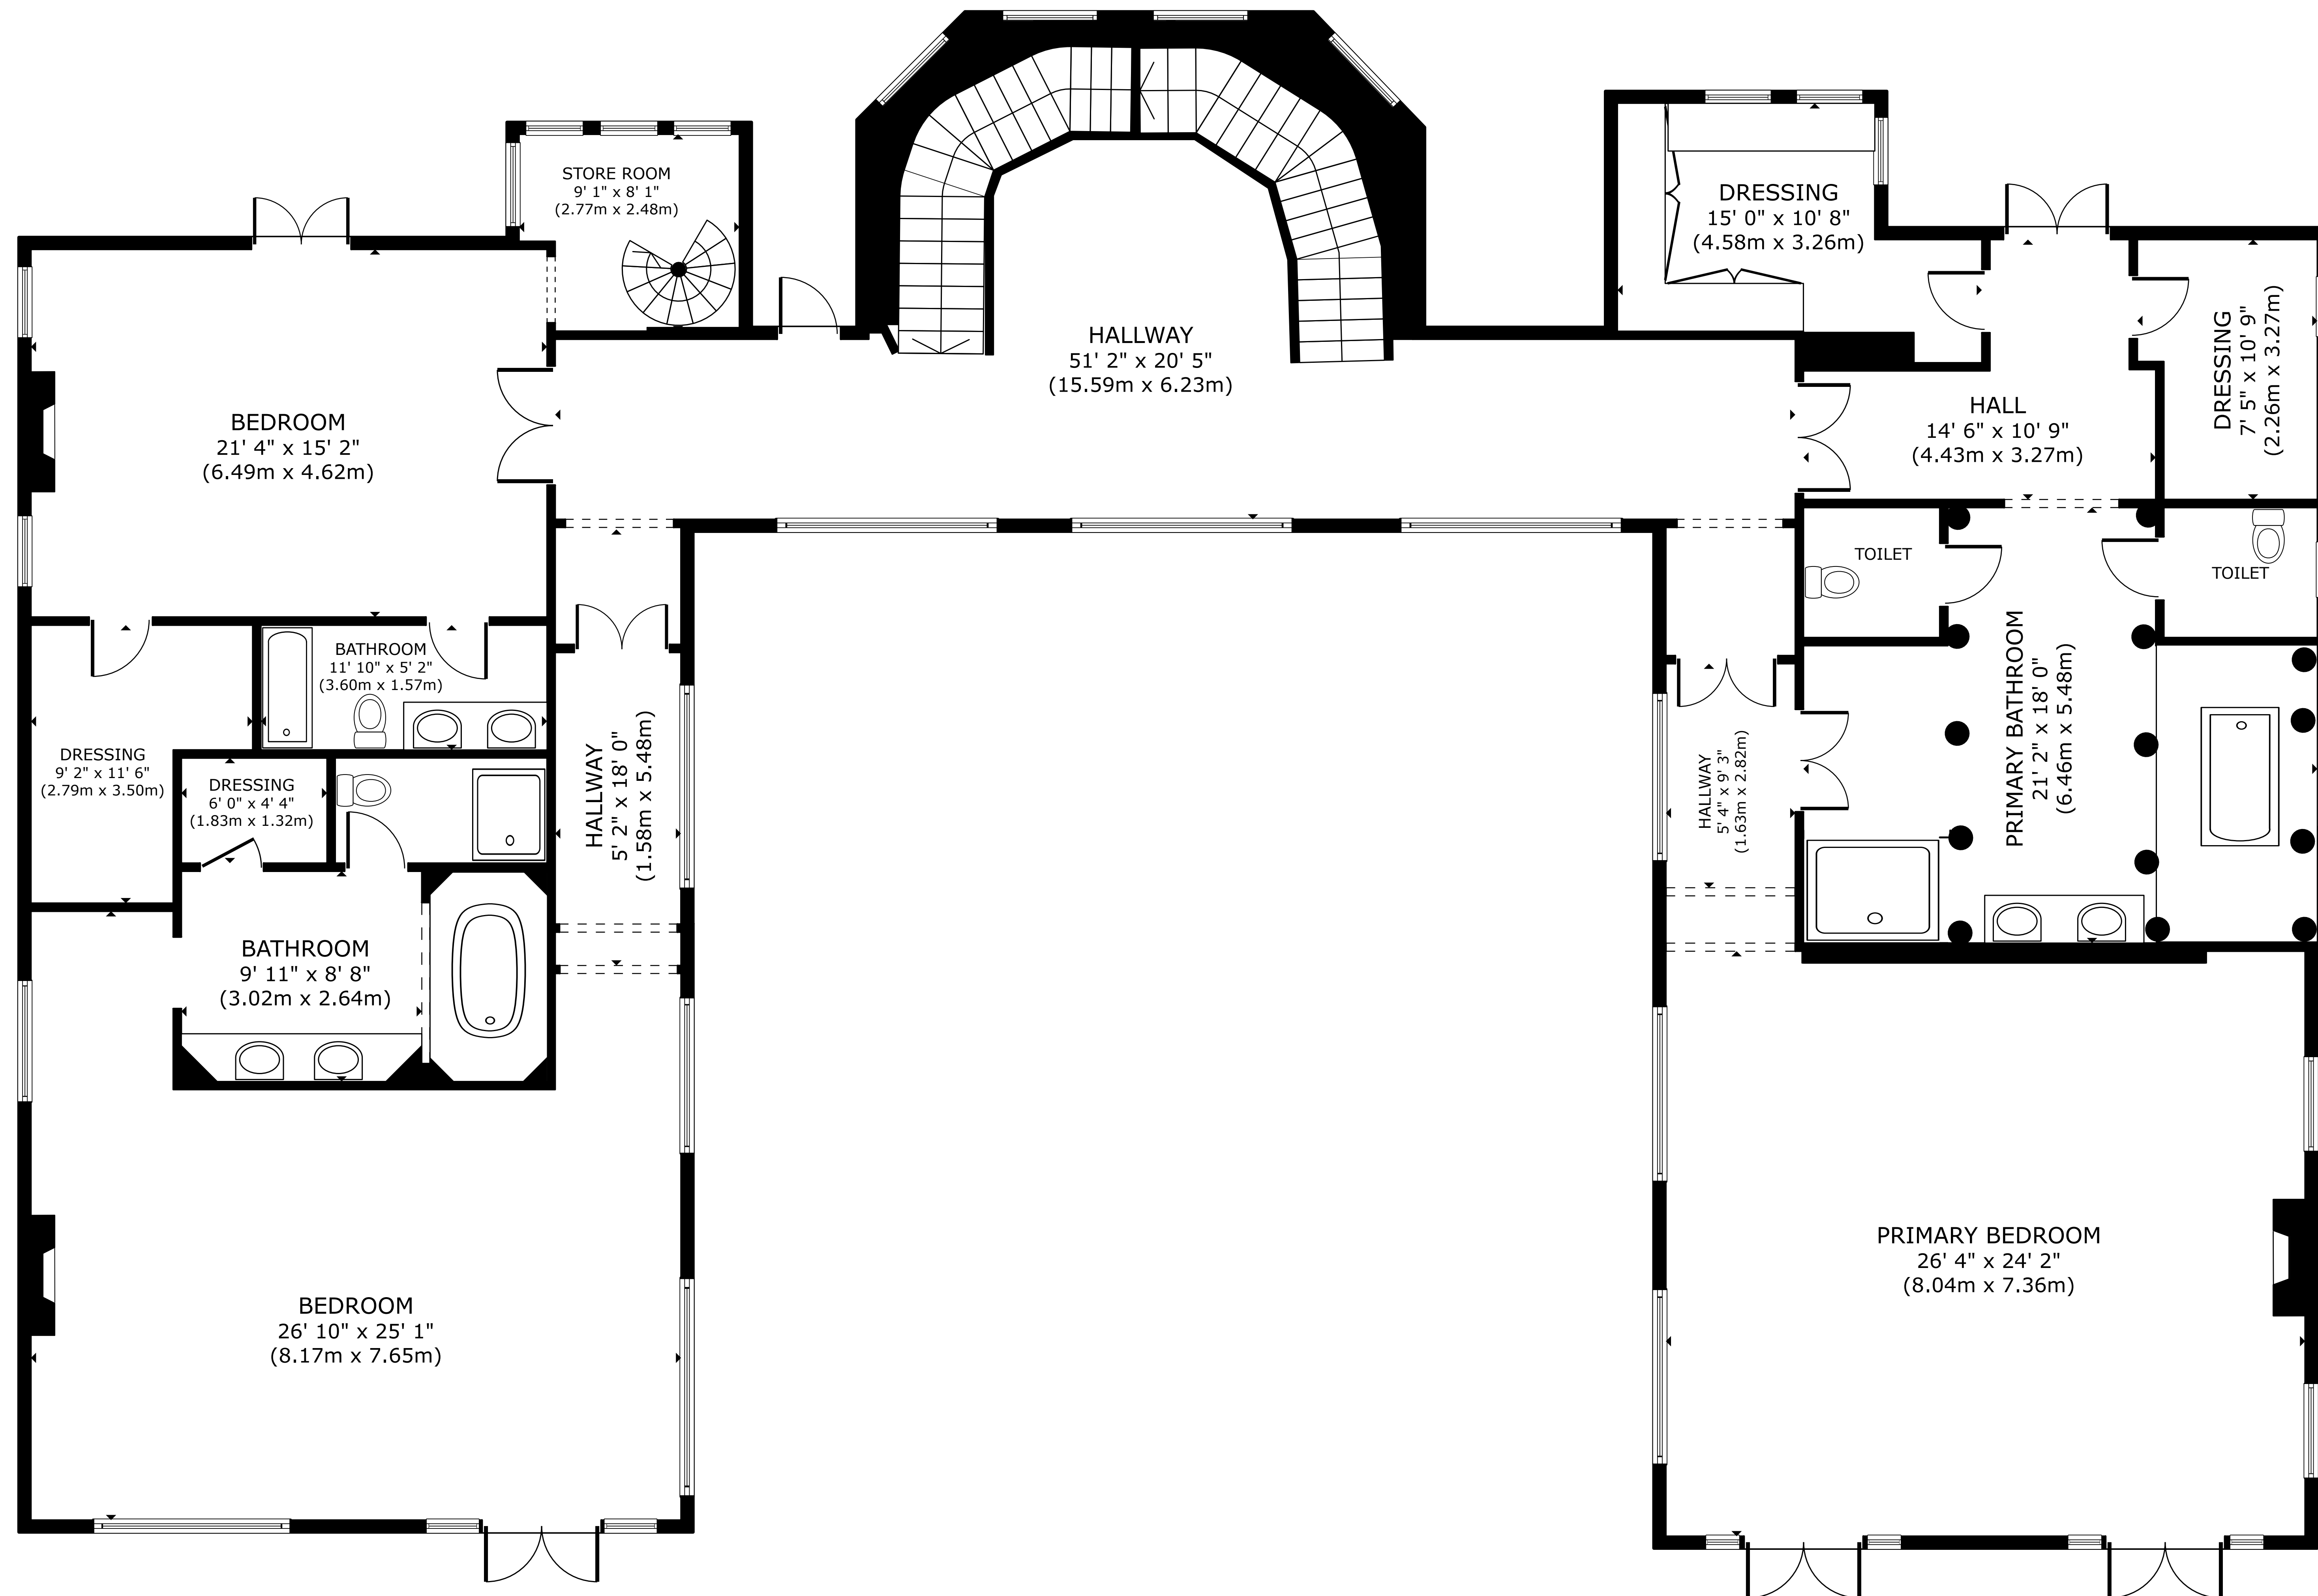 STORE ROOM
9' 1" x 8' 1"
(2.77m x 2.48m)
DRESSING
15' 0" x 10' 8"
(4.58m x 3.26m)
HALLWAY
51' 2" x 20' 5"
(15.59m x 6.23m)
DRESSING
7' 5" x 10' 9"
(2.26m x 3.27m)
BEDROOM
21' 4" x 15' 2"
(6.49m x 4.62m)
HALL
14' 6" x 10' 9"
(4.43m x 3.27m)
TOILET
TOILET
BATHROOM
11' 10" x 5' 2"
(3.60m x 1.57m)
PRIMARY BATHROOM
21' 2" x 18' 0"
(6.46m x 5.48m)
DRESSING
9' 2" x 11' 6"
(2.79m x 3.50m)
DRESSING
6' 0" x 4' 4"
(1.83m x 1.32m)
HALLWAY
5' 2" x 18' 0"
(1.58m x 5.48m)
HALLWAY
5' 4" x 9' 3"
(1.63m x 2.82m)
BATHROOM
9' 11" x 8' 8"
(3.02m x 2.64m)
PRIMARY BEDROOM
26' 4" x 24' 2"
(8.04m x 7.36m)
BEDROOM
26' 10" x 25' 1"
(8.17m x 7.65m)